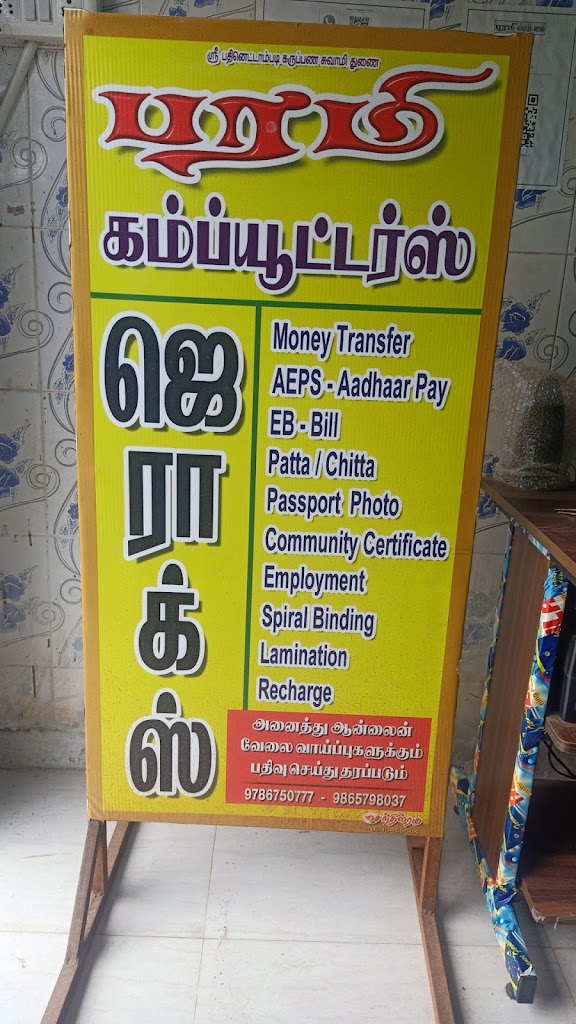 ஸ்ரீ பதினெட்டாம்படி கருப்பண சுவாமி துணை
பரமி
கம்ப்யூட்டர்ஸ்
ஜெராக்ஸ்
Money Transfer
AEPS - Aadhaar Pay
EB - Bill
Patta / Chitta
Passport Photo
Community Certificate
Employment
Spiral Binding
Lamination
Recharge
அனைத்து ஆன்லைன்
வேலை வாய்ப்புகளுக்கும்
பதிவு செய்து தரப்படும்
9786750777 - 9865798037